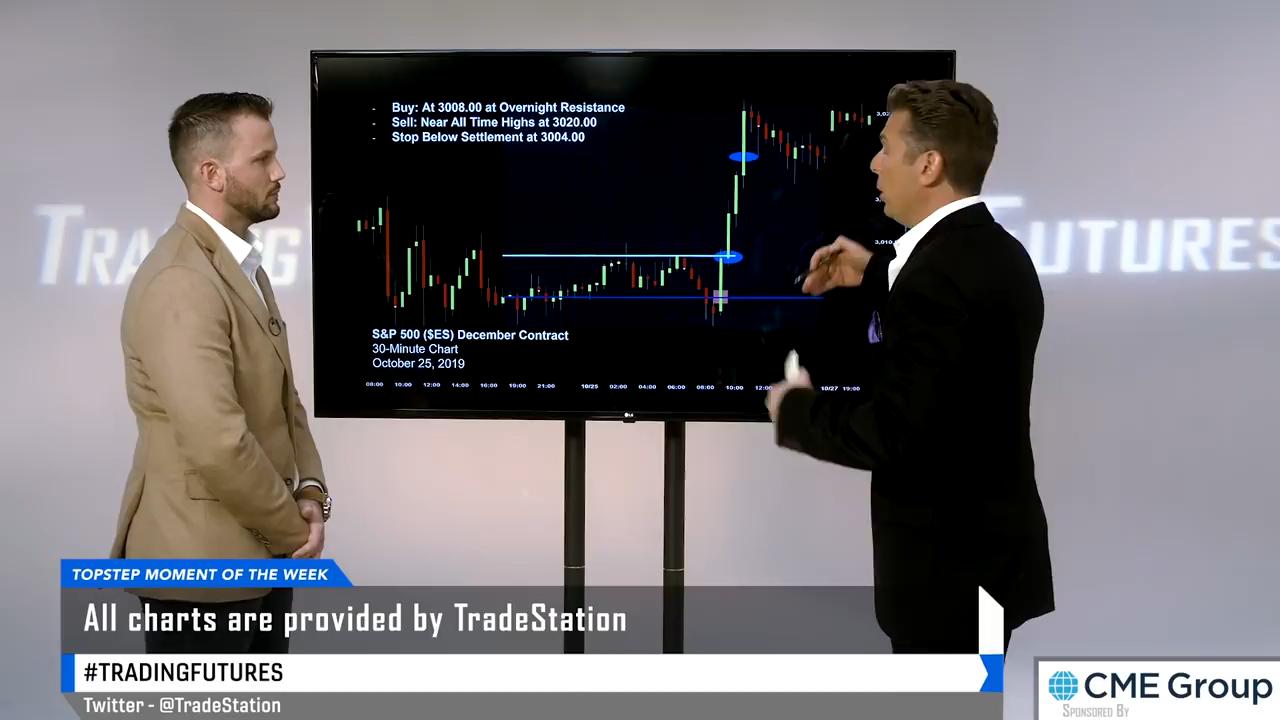 - Buy: At 3008.00 at Overnight Resistance
- Sell: Near All Time Highs at 3020.00
- Stop Below Settlement at 3004.00
TRADING FUTURES
3,010
S&P 500 ($ES) December Contract
30-Minute Chart
October 25, 2019
08:00 10:00 12:00 14:00 16:00 19:00 21:00 10/25 02:00 04:00 06:00 08:00 10:00 12:00 10/27 19:00
LG
TOPSTEP MOMENT OF THE WEEK
All charts are provided by TradeStation
#TRADINGFUTURES
Twitter - @TradeStation
CME Group
SPONSORED BY